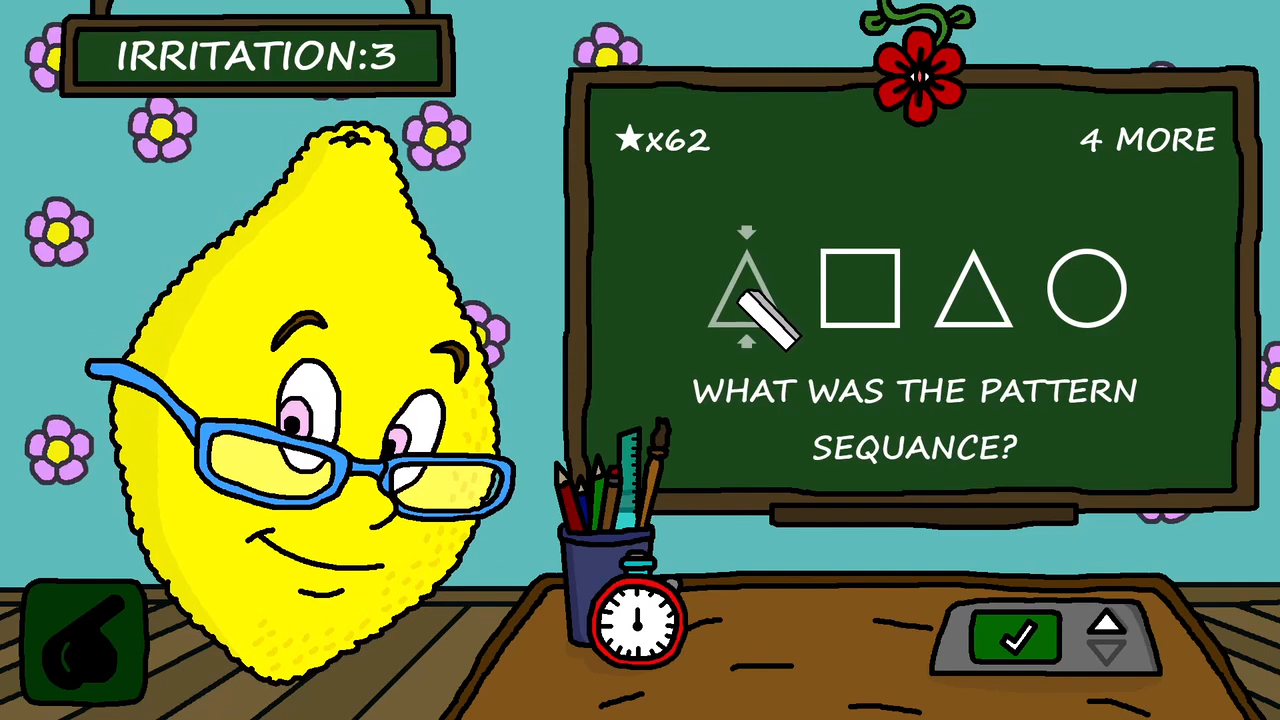 IRRITATION:3
★x62
4 MORE
WHAT WAS THE PATTERN
SEQUANCE?